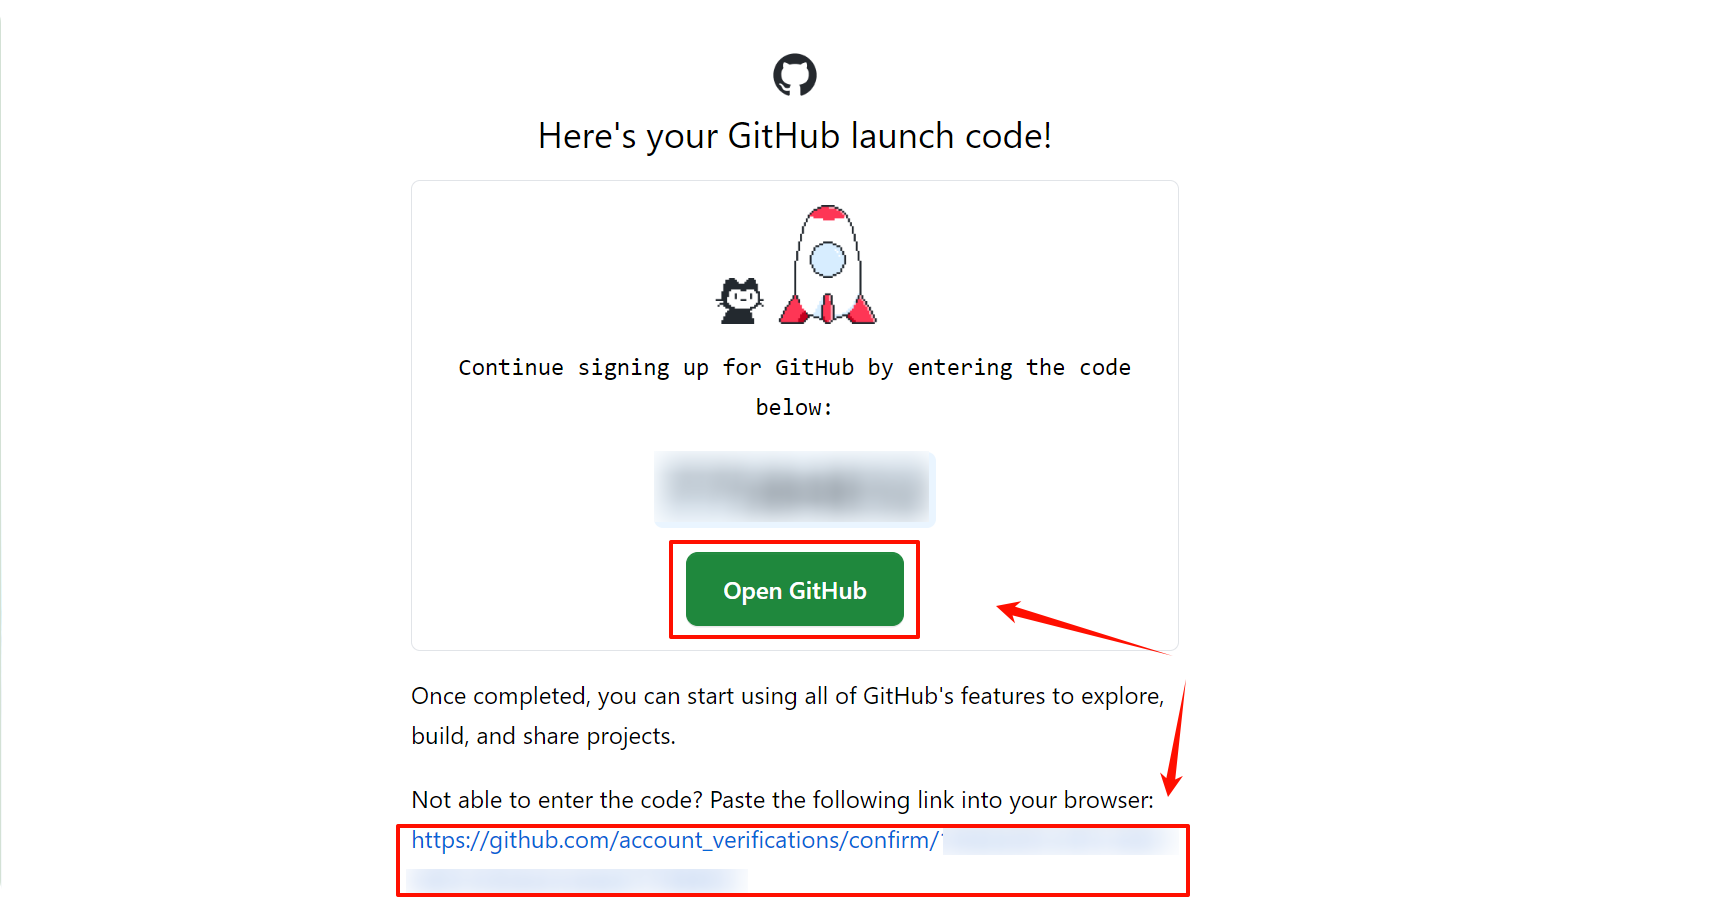 Here's your GitHub launch code!
Continue signing up for GitHub by entering the code
below:
Open GitHub
Once completed, you can start using all of GitHub's features to explore,
build, and share projects.
Not able to enter the code? Paste the following link into your browser:
https://github.com/account_verifications/confirm/